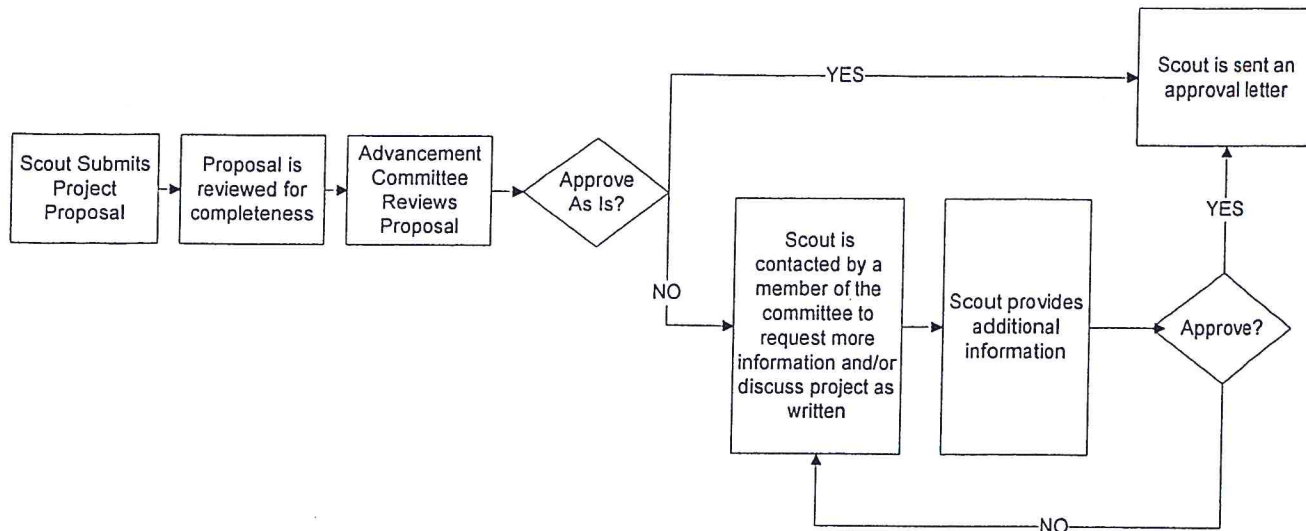 Scout Submits
Project
Proposal
Proposal is
reviewed for
completeness
Advancement
Committee
Reviews
Proposal
Approve
As Is?
YES
Scout is sent an
approval letter
NO
Scout is
contacted by a
member of the
committee to
request more
information and/or
discuss project as
written
Scout provides
additional
information
Approve?
YES
NO